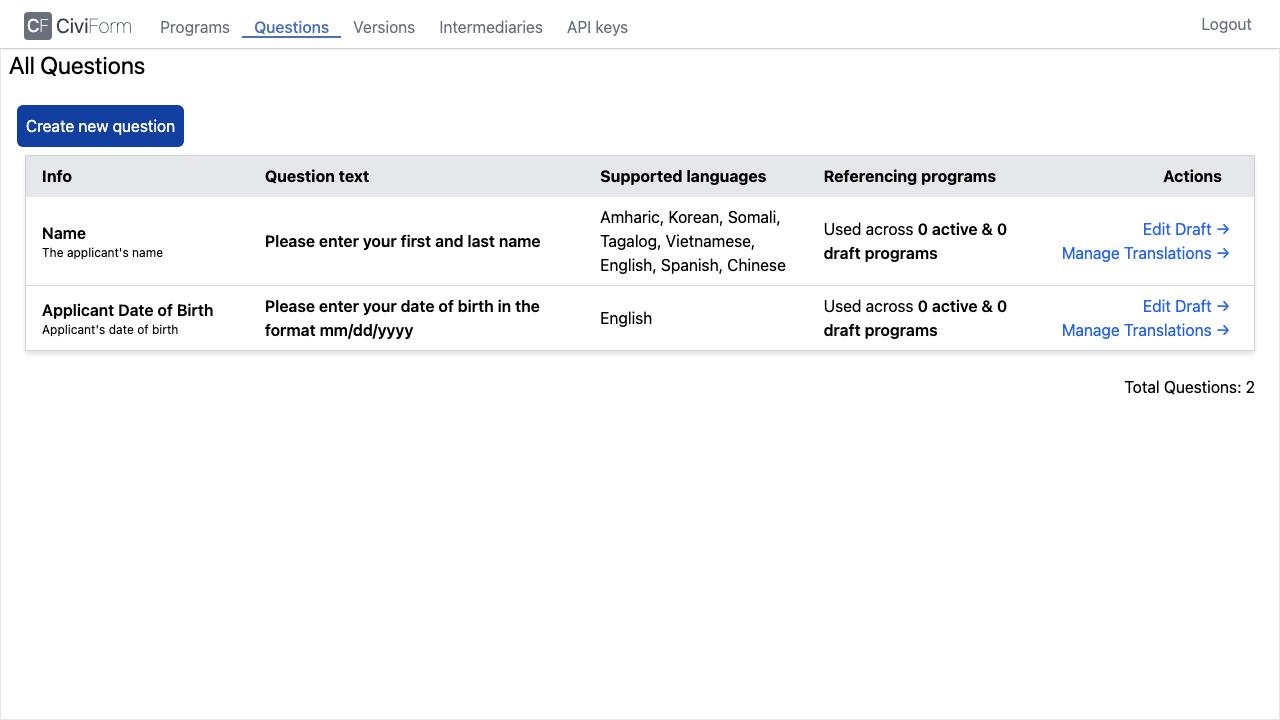 CF CiviForm Programs Questions Versions Intermediaries API keys Logout
All Questions
Create new question
Info Question text Supported languages Referencing programs Actions
Name
The applicant's name
Please enter your first and last name
Amharic, Korean, Somali,
Tagalog, Vietnamese,
English, Spanish, Chinese
Used across 0 active & 0
draft programs
Edit Draft →
Manage Translations →
Applicant Date of Birth
Applicant's date of birth
Please enter your date of birth in the
format mm/dd/yyyy
English
Used across 0 active & 0
draft programs
Edit Draft →
Manage Translations →
Total Questions: 2